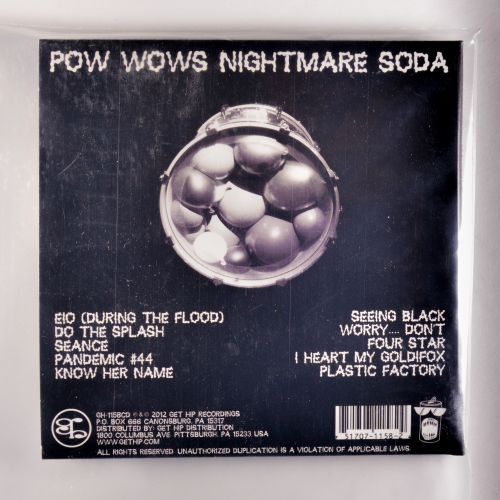 POW WOWS NIGHTMARE SODA
EIO (DURING THE FLOOD)
DO THE SPLASH
SEANCE
PANDEMIC #44
KNOW HER NAME
SEEING BLACK
WORRY.... DON'T
FOUR STAR
I HEART MY GOLDIFOX
PLASTIC FACTORY
GH-1158CD ℗ & © 2012 GET HIP RECORDINGS
P.O. BOX 666 CANONSBURG, PA 15317
DISTRIBUTED BY: GET HIP DISTRIBUTION
1800 COLUMBUS AVE PITTSBURGH, PA 15233 USA
WWW.GETHIP.COM
51707-1158-2
ALL RIGHTS RESERVED. UNAUTHORIZED DUPLICATION IS A VIOLATION OF APPLICABLE LAWS.